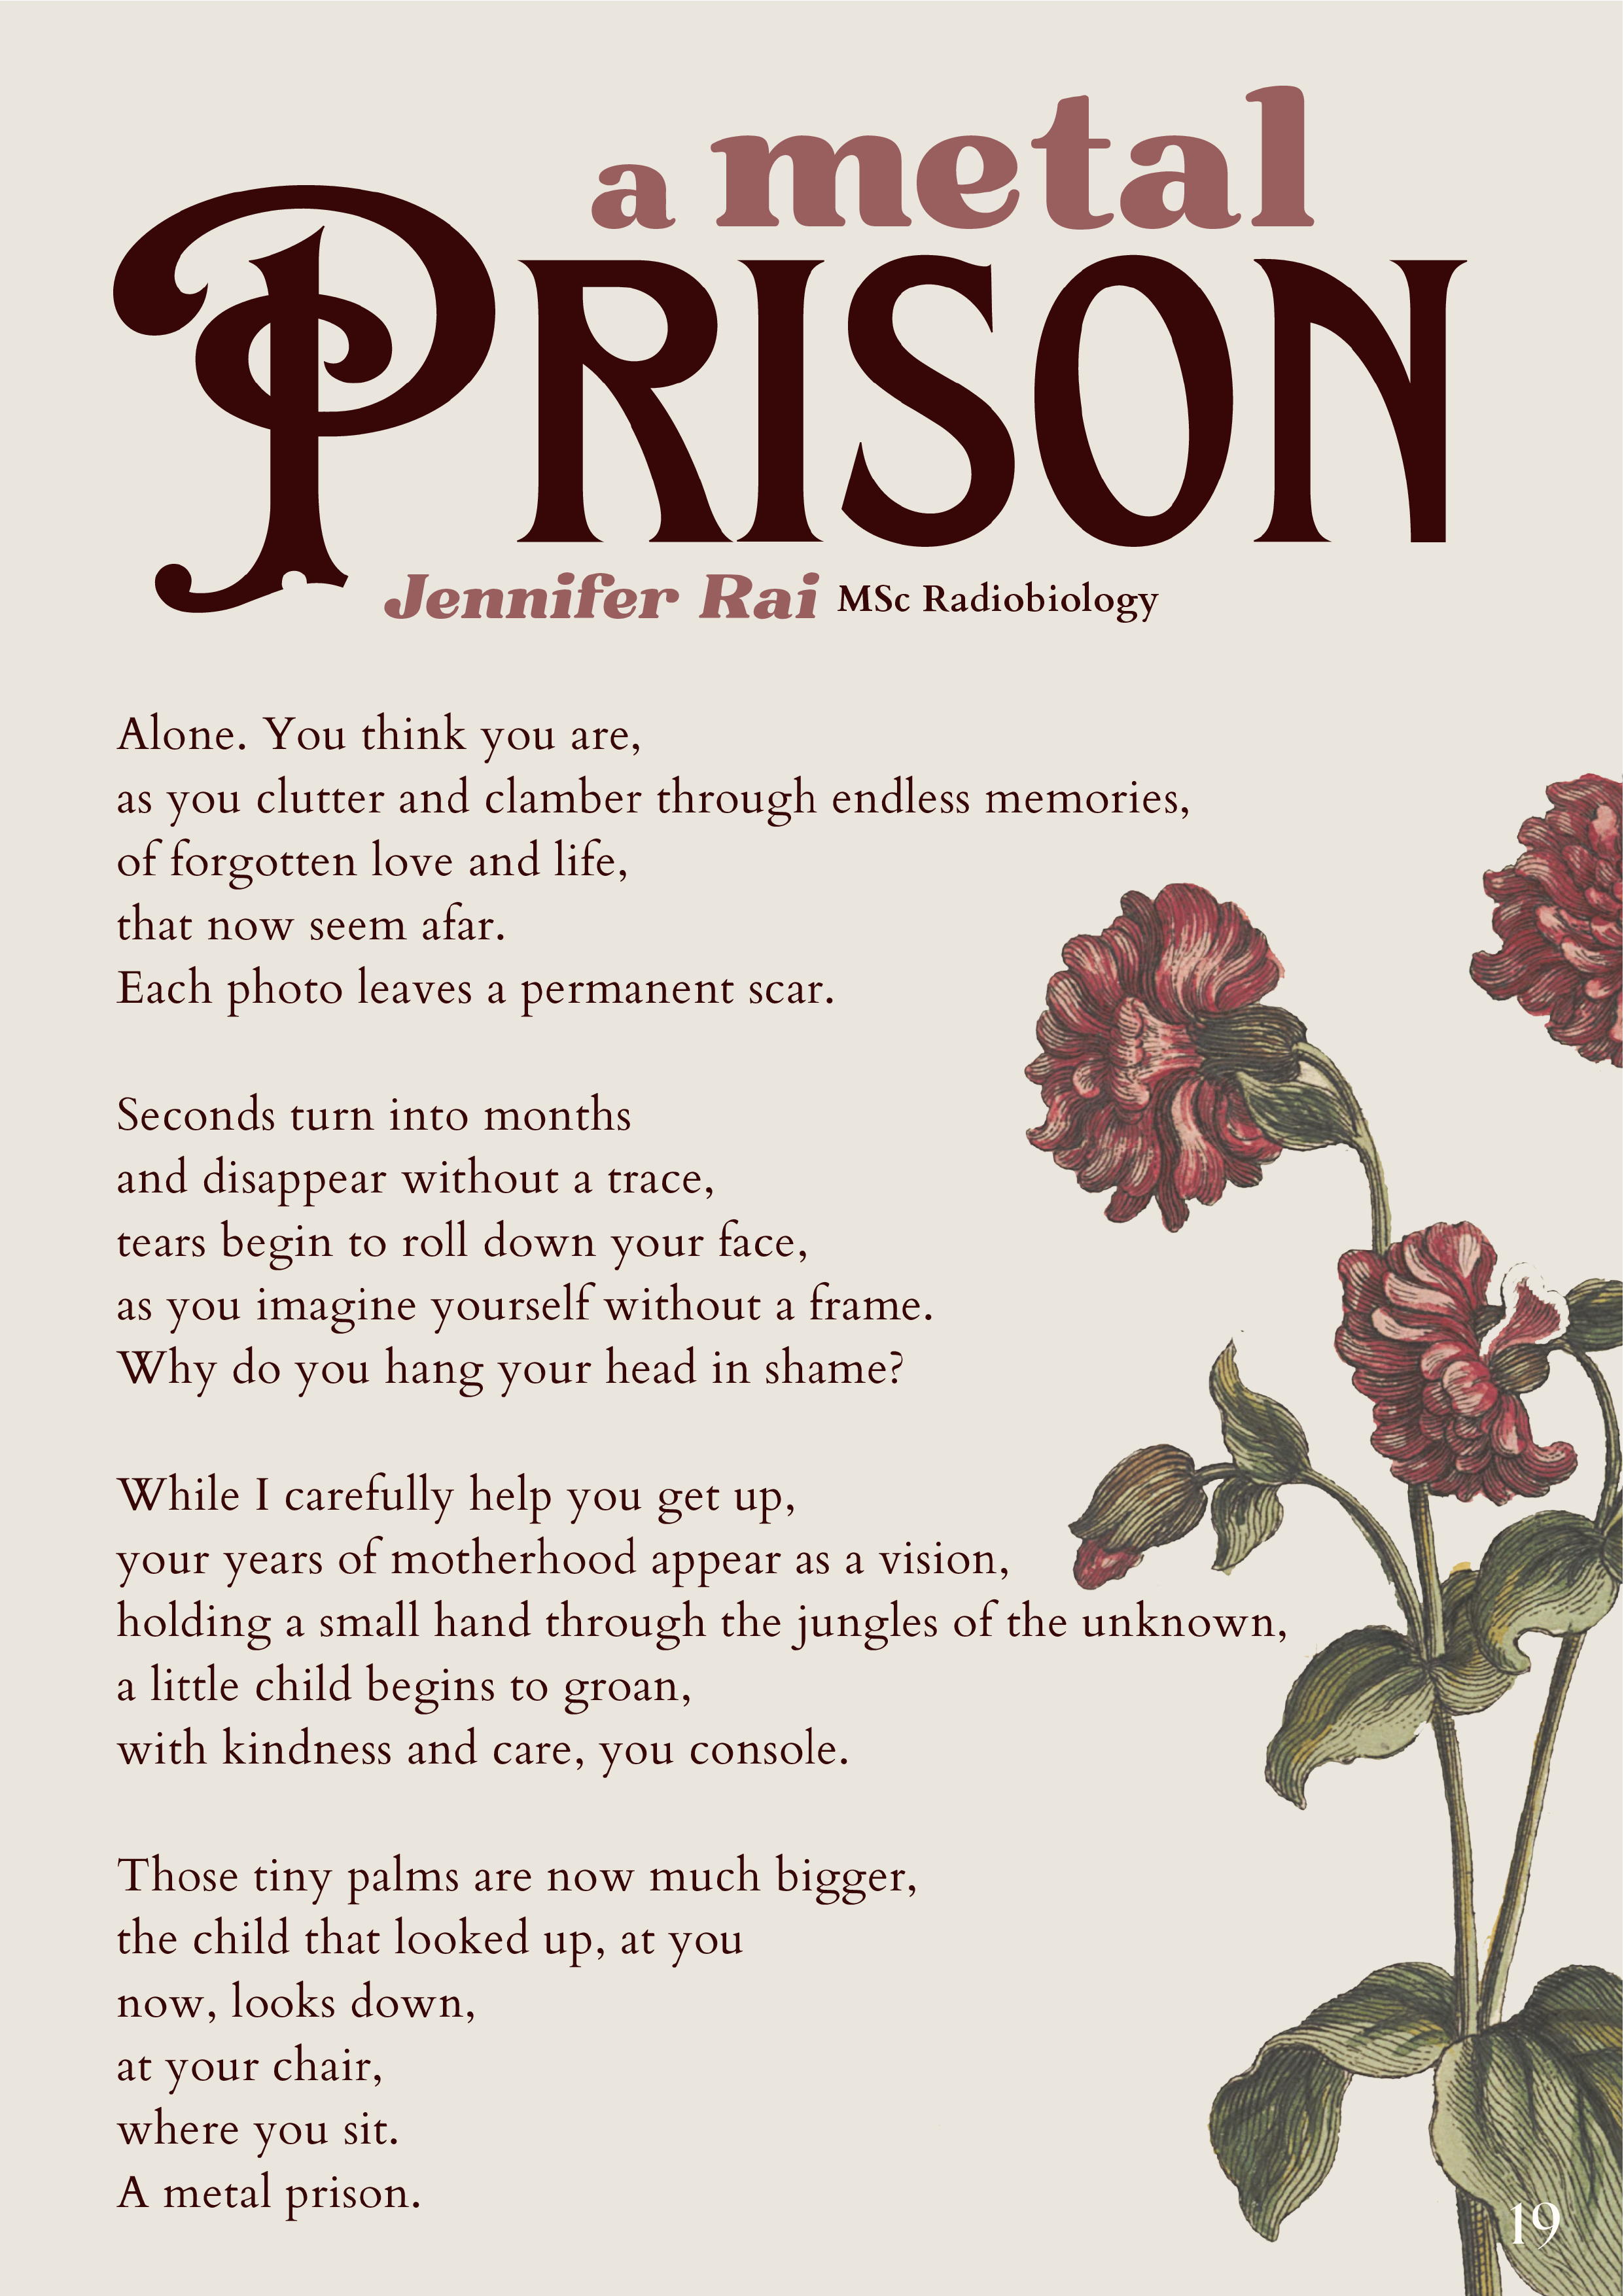 a metal
PRISON
Jennifer Rai MSc Radiobiology
Alone. You think you are,
as you clutter and clamber through endless memories,
of forgotten love and life,
that now seem afar.
Each photo leaves a permanent scar.
Seconds turn into months
and disappear without a trace,
tears begin to roll down your face,
as you imagine yourself without a frame.
Why do you hang your head in shame?
While I carefully help you get up,
your years of motherhood appear as a vision,
holding a small hand through the jungles of the unknown,
a little child begins to groan,
with kindness and care, you console.
Those tiny palms are now much bigger,
the child that looked up, at you
now, looks down,
at your chair,
where you sit.
A metal prison.
19